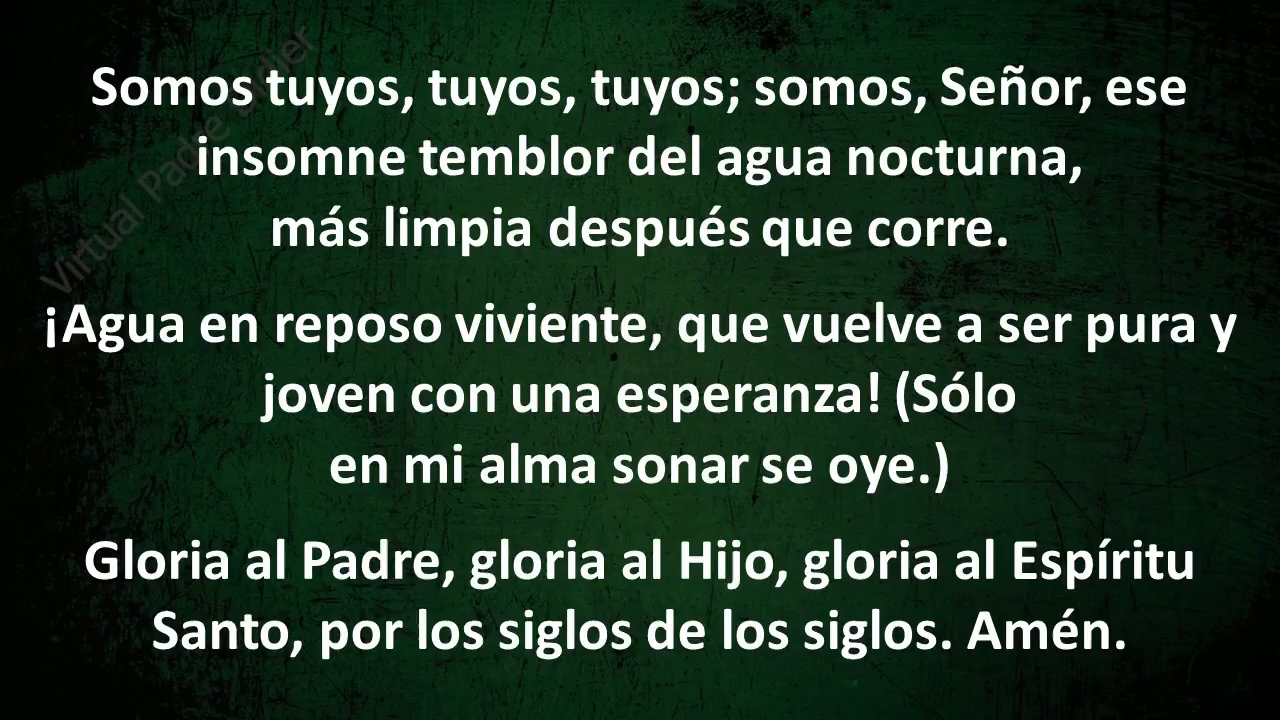 Somos tuyos, tuyos, tuyos; somos, Señor, ese
insomne temblor del agua nocturna,
más limpia después que corre.
¡Agua en reposo viviente, que vuelve a ser pura y
joven con una esperanza! (Sólo
en mi alma sonar se oye.)
Gloria al Padre, gloria al Hijo, gloria al Espíritu
Santo, por los siglos de los siglos. Amén.
Virtual Padre